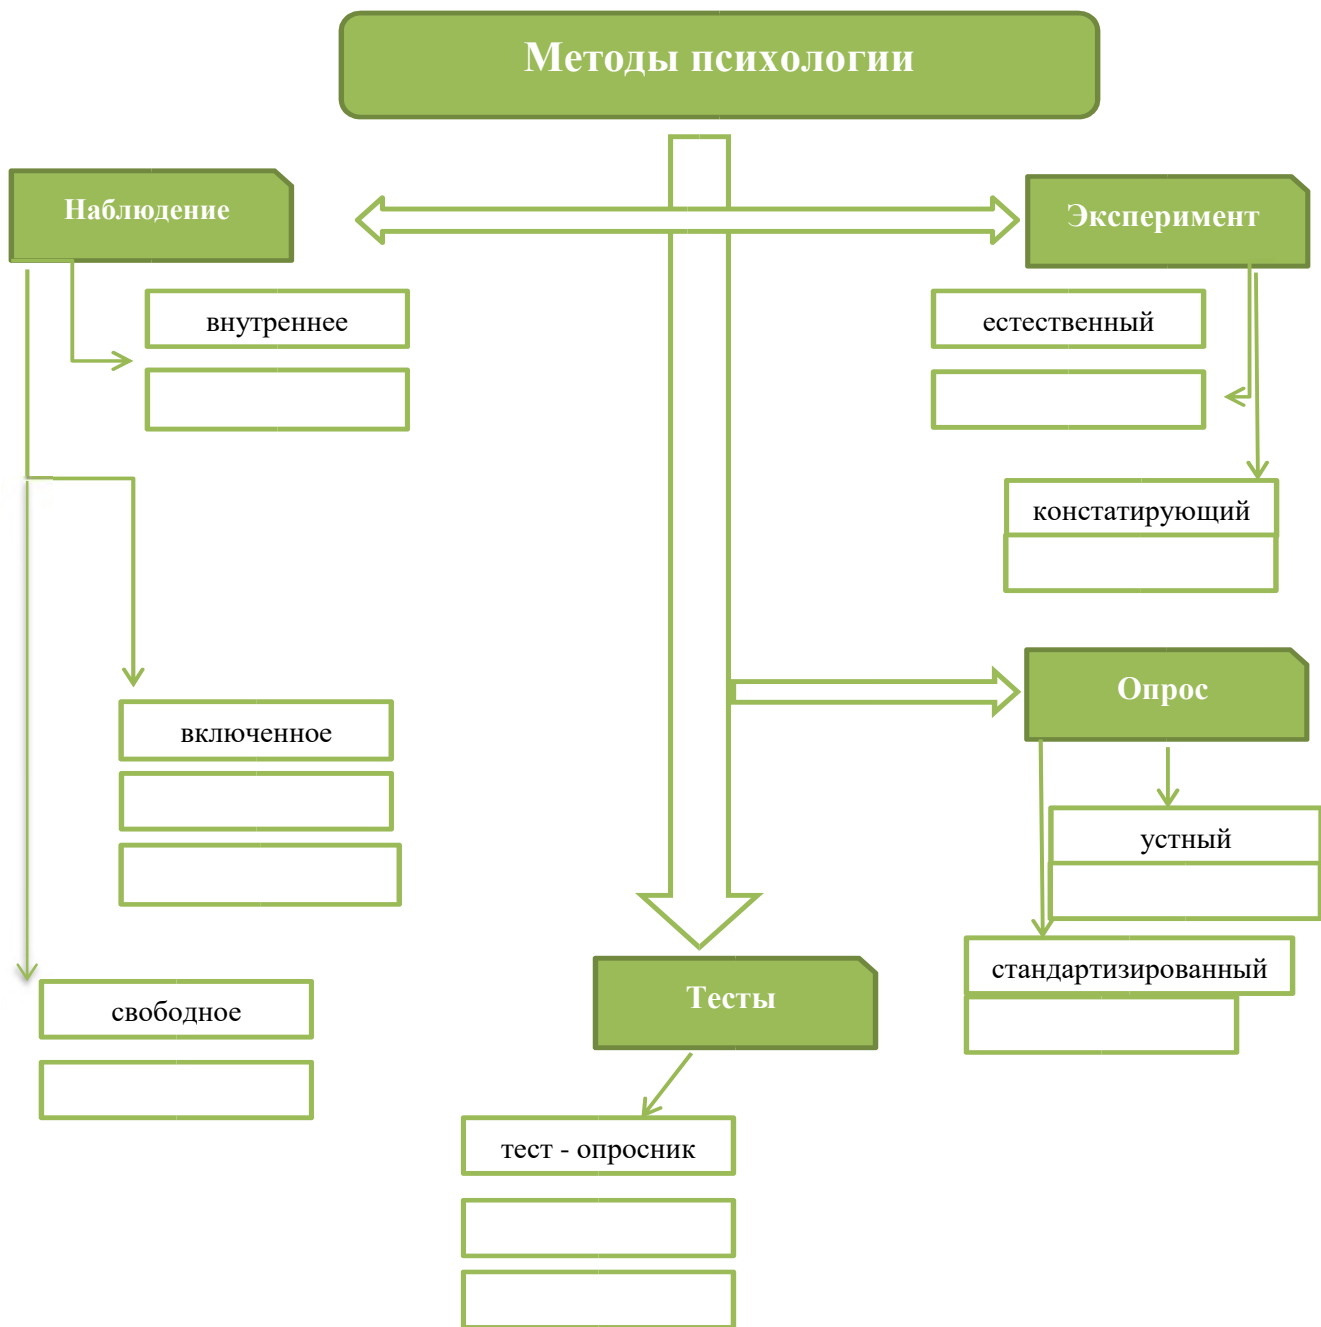 Методы психологии
Наблюдение
Эксперимент
внутреннее
естественный
констатирующий
Опрос
включенное
устный
стандартизированный
Тесты
свободное
тест - опросник